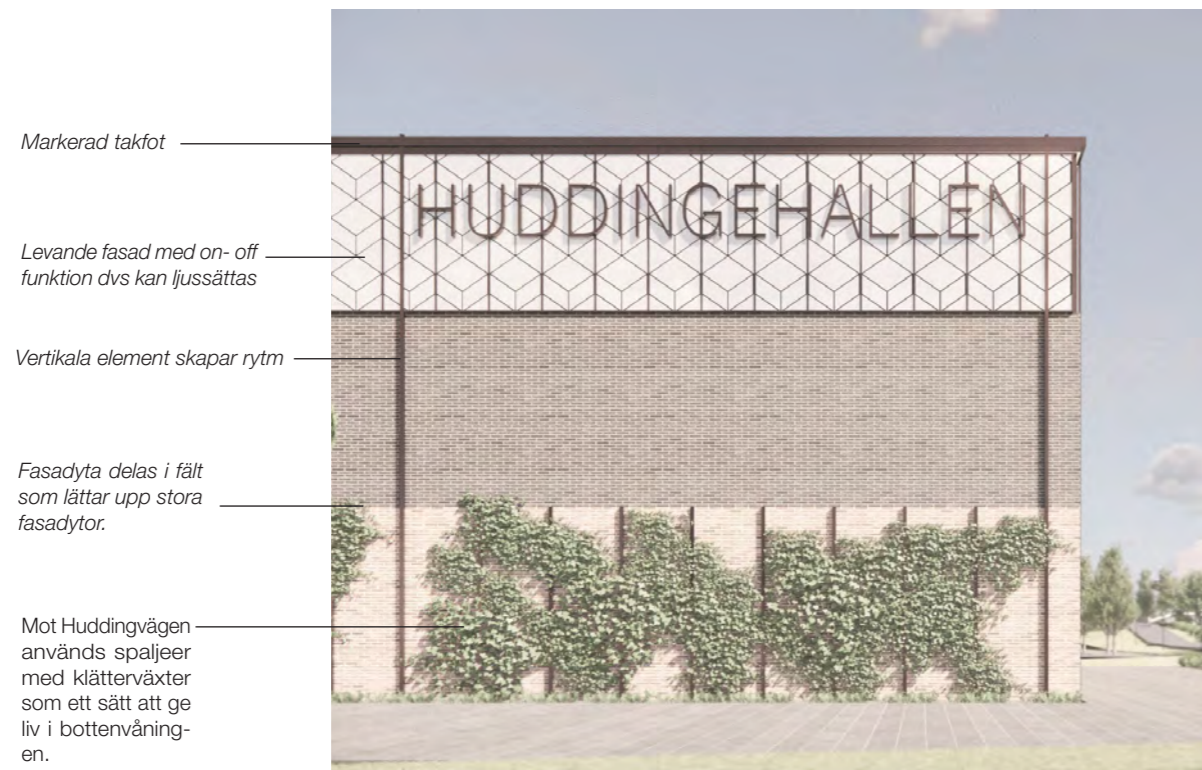 Markerad takfot
HUDDINGEHALLEN
Levande fasad med on- off
funktion dvs kan ljussättas
Vertikala element skapar rytm
Fasadyta delas i fält
som lättar upp stora
fasadytor.
Mot Huddingvägen
används spaljeer
med klätterväxter
som ett sätt att ge
liv i bottenvåning-
en.